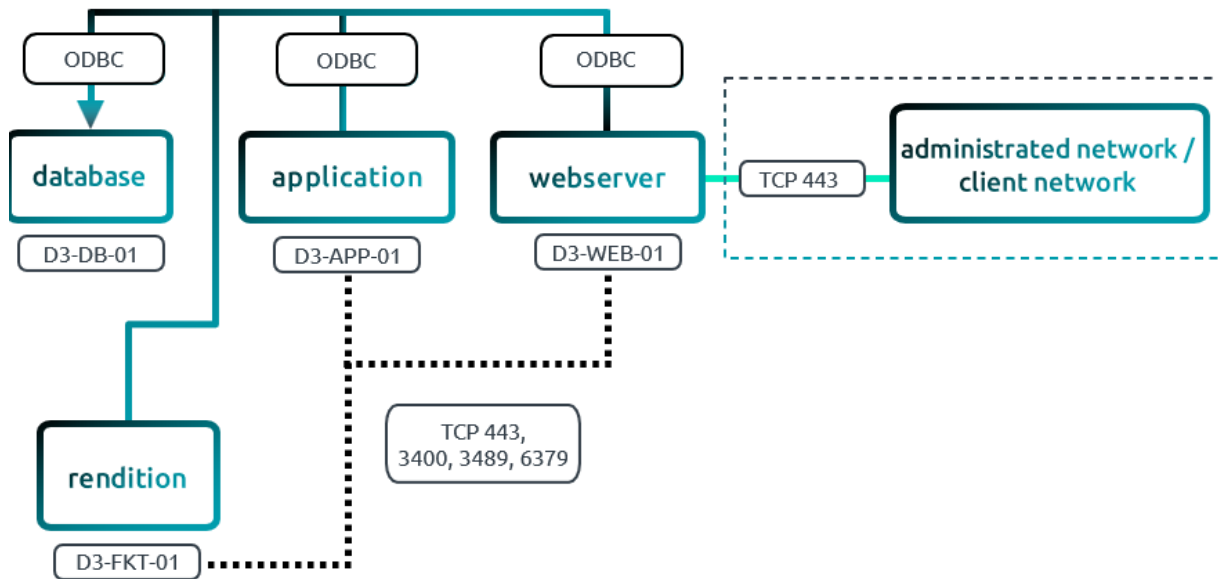 ODBC
ODBC
ODBC
database
application
webserver
TCP 443
administrated network /
client network
D3-DB-01
D3-APP-01
D3-WEB-01
TCP 443,
3400, 3489, 6379
rendition
D3-FKT-01